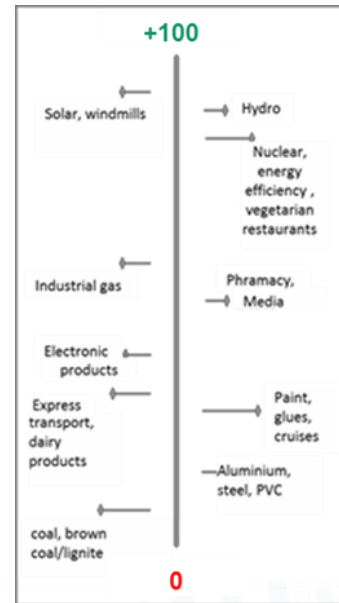 +100
Solar, windmills
Hydro
Nuclear,
energy
efficiency ,
vegetarian
restaurants
Industrial gas
Phramacy,
Media
Electronic
products
Express
transport,
dairy
products
Paint,
glues,
cruises
Aluminium,
steel, PVC
coal, brown
coal/lignite
0